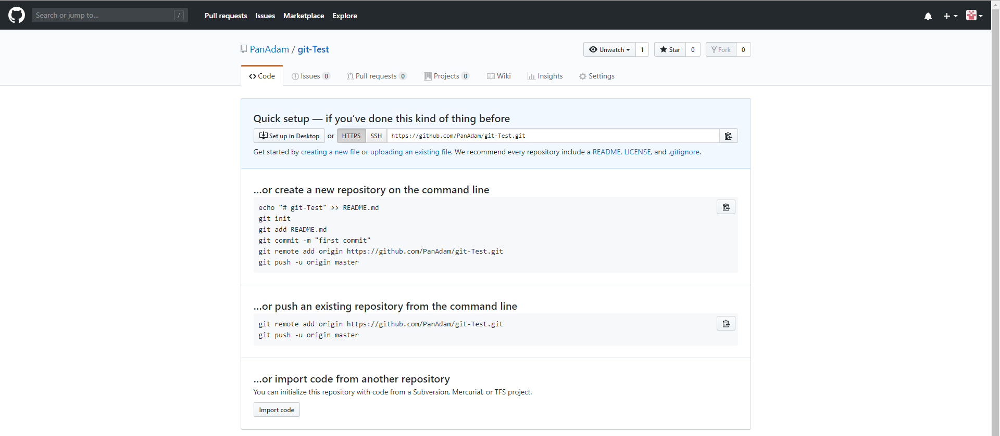 Search or jump to... /
Pull requests Issues Marketplace Explore
PanAdam / git-Test
Unwatch 1 Star 0 Fork 0
Code Issues 0 Pull requests 0 Projects 0 Wiki Insights Settings
Quick setup — if you’ve done this kind of thing before
Set up in Desktop or HTTPS SSH https://github.com/PanAdam/git-Test.git
Get started by creating a new file or uploading an existing file. We recommend every repository include a README, LICENSE, and .gitignore.
…or create a new repository on the command line
echo "# git-Test" >> README.md
git init
git add README.md
git commit -m "first commit"
git remote add origin https://github.com/PanAdam/git-Test.git
git push -u origin master
…or push an existing repository from the command line
git remote add origin https://github.com/PanAdam/git-Test.git
git push -u origin master
…or import code from another repository
You can initialize this repository with code from a Subversion, Mercurial, or TFS project.
Import code